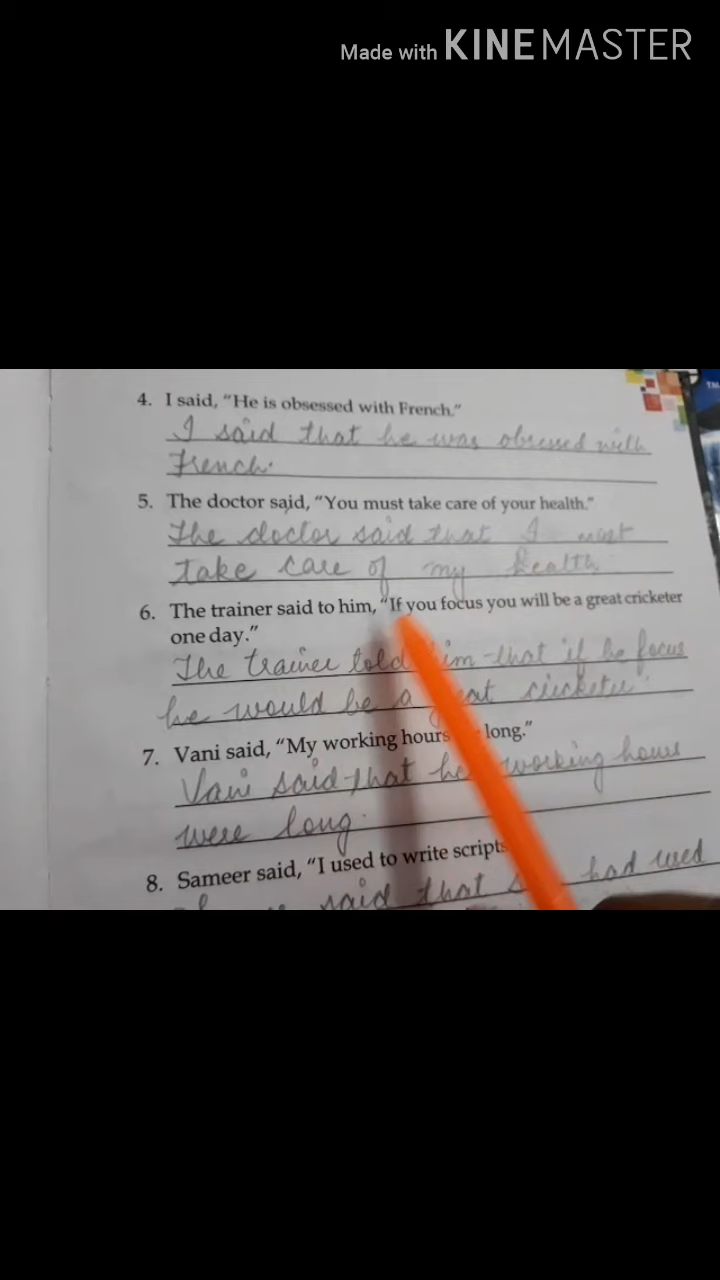 Made with KINEMASTER
TM
4. I said, "He is obsessed with French."
I said that he was obsessed with
French.
5. The doctor said, "You must take care of your health."
The doctor said that I must
take care of my health
6. The trainer said to him, "If you focus you will be a great cricketer
one day."
The trainer told him that if he focus
he would be a great cricketer.
7. Vani said, "My working hours long."
Vani said that he working hours
were long.
8. Sameer said, "I used to write scripts
said that had used